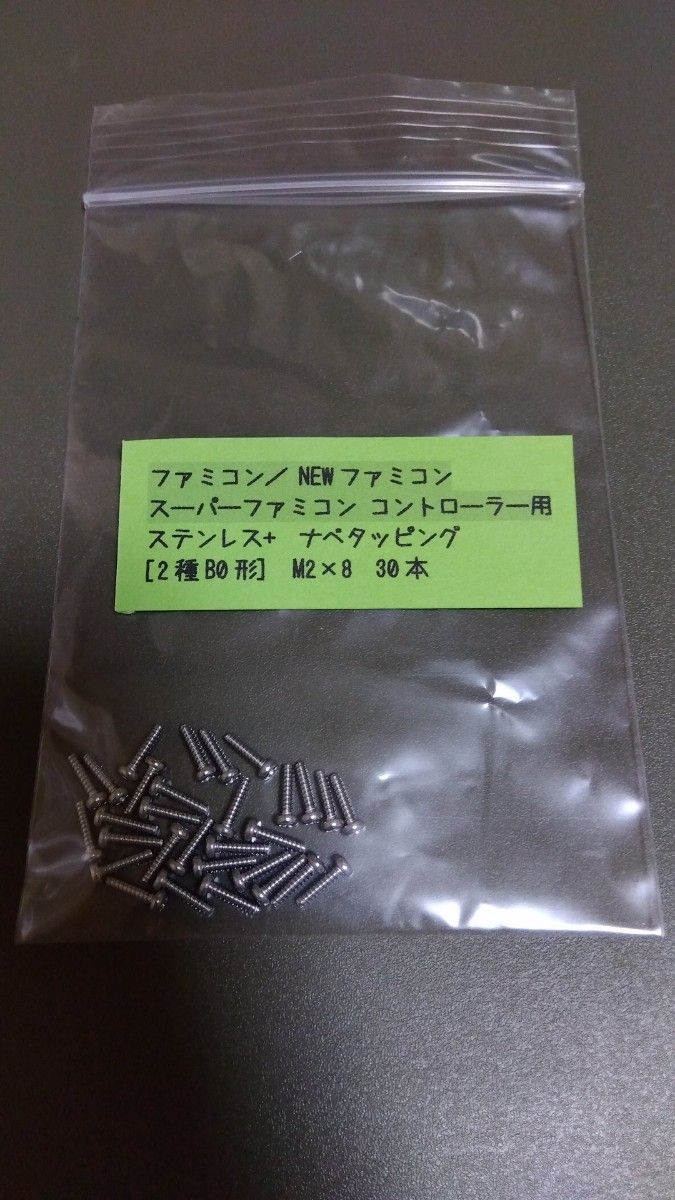 ファミコン/ NEWファミコン
スーパーファミコン コントローラー用
ステンレス+ ナベタッピング
[2種B0形] M2×8 30本